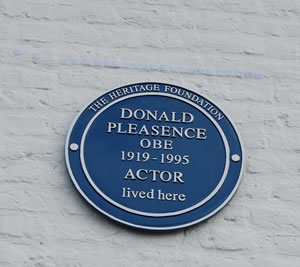 THE HERITAGE FOUNDATION
DONALD
PLEASENCE
OBE
1919-1995
ACTOR
lived here